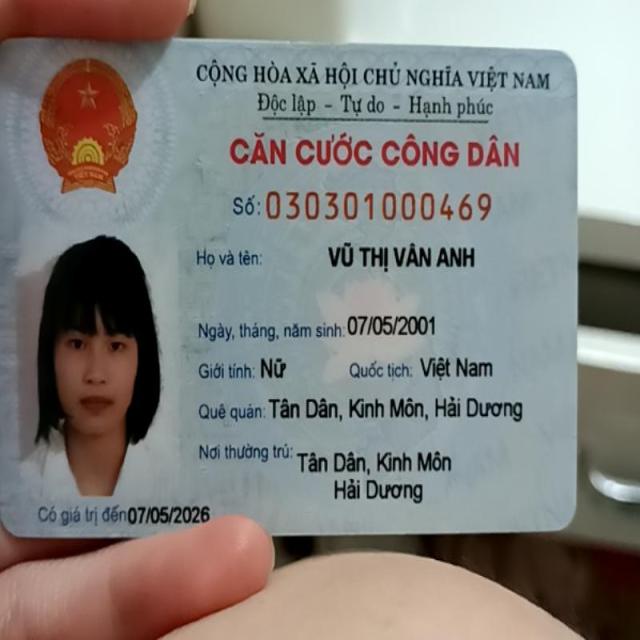 CỘNG HÒA XÃ HỘI CHỦ NGHĨA VIỆT NAM
Độc lập - Tự do - Hạnh phúc
CĂN CƯỚC CÔNG DÂN
Số: 030301000469
Họ và tên: VŨ THỊ VÂN ANH
Ngày, tháng, năm sinh: 07/05/2001
Giới tính: Nữ Quốc tịch: Việt Nam
Quê quán: Tân Dân, Kinh Môn, Hải Dương
Nơi thường trú: Tân Dân, Kinh Môn
Hải Dương
Có giá trị đến 07/05/2026